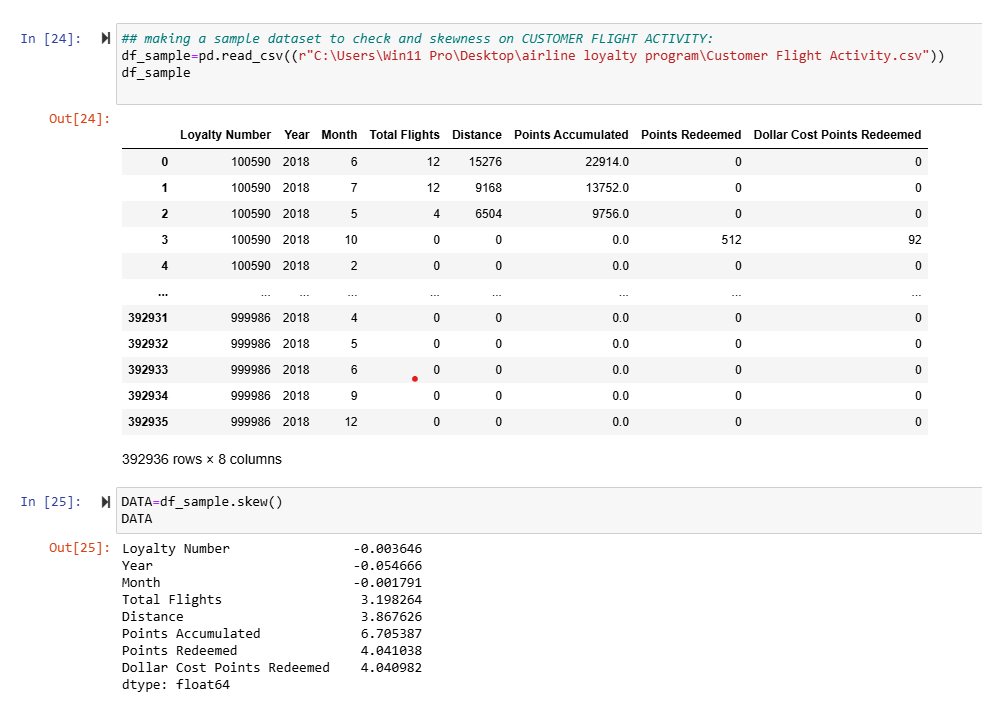 In [24]: ## making a sample dataset to check and skewness on CUSTOMER FLIGHT ACTIVITY:
df_sample=pd.read_csv((r"C:\Users\Win11 Pro\Desktop\airline loyalty program\Customer Flight Activity.csv"))
df_sample
Out[24]:
Loyalty Number Year Month Total Flights Distance Points Accumulated Points Redeemed Dollar Cost Points Redeemed
0 100590 2018 6 12 15276 22914.0 0 0
1 100590 2018 7 12 9168 13752.0 0 0
2 100590 2018 5 4 6504 9756.0 0 0
3 100590 2018 10 0 0 0.0 512 92
4 100590 2018 2 0 0 0.0 0 0
... ... ... ... ... ... ... ... ...
392931 999986 2018 4 0 0 0.0 0 0
392932 999986 2018 5 0 0 0.0 0 0
392933 999986 2018 6 0 0 0.0 0 0
392934 999986 2018 9 0 0 0.0 0 0
392935 999986 2018 12 0 0 0.0 0 0
392936 rows × 8 columns
In [25]: DATA=df_sample.skew()
DATA
Out[25]: Loyalty Number -0.003646
Year -0.054666
Month -0.001791
Total Flights 3.198264
Distance 3.867626
Points Accumulated 6.705387
Points Redeemed 4.041038
Dollar Cost Points Redeemed 4.040982
dtype: float64